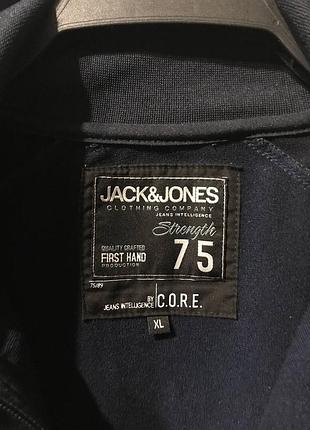 JACK&JONES
CLOTHING COMPANY
JEANS INTELLIGENCE
Strength
QUALITY CRAFTED
FIRST HAND
PRODUCTION
75
75/89
JEANS INTELLIGENCE BY C.O.R.E.
XL